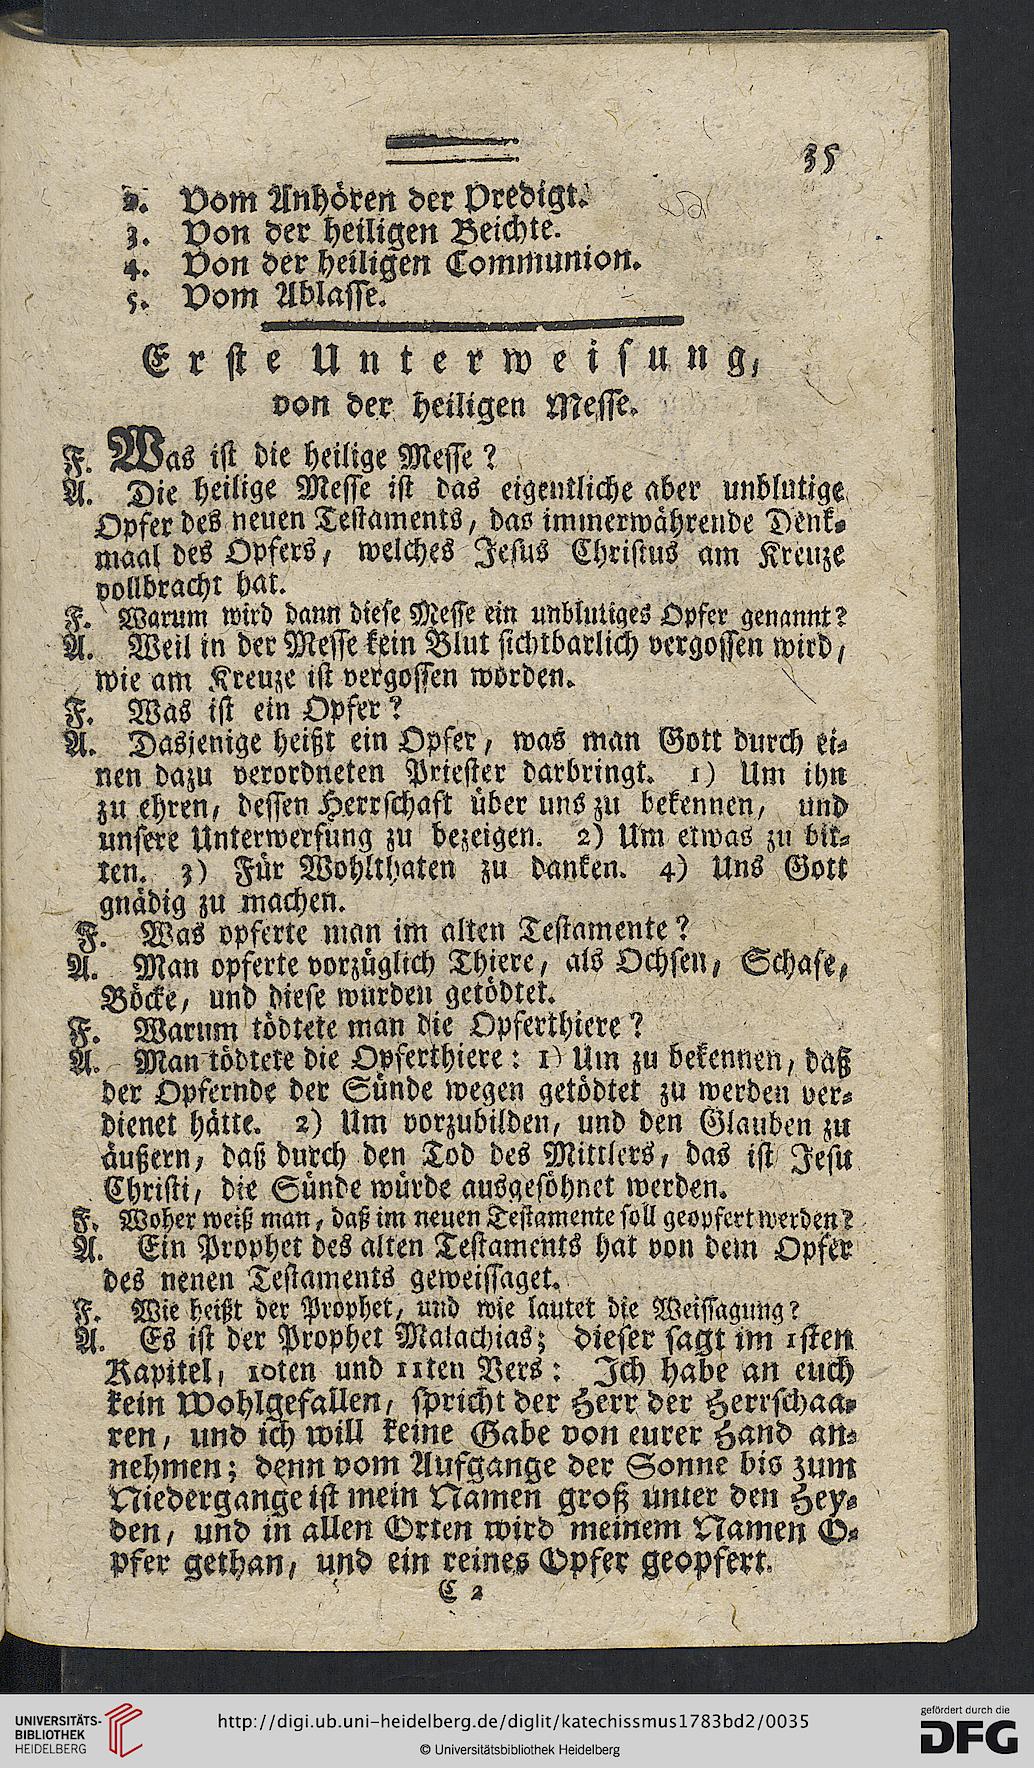 35
2. Vom Anhören der Predigt.
3. Von der heiligen Beichte.
4. Von der heiligen Communion.
5. Vom Ablasse.
Erste Unterweisung,
von der heiligen Messe.
F. Was ist die heilige Messe?
A. Die heilige Messe ist das eigentliche aber unblutige
Opfer des neuen Testaments, das immerwährende Denk=
maal des Opfers, welches Jesus Christus am Kreuze
vollbracht hat.
F. Warum wird dann diese Messe ein unblutiges Opfer genannt?
A. Weil in der Messe kein Blut sichtbarlich vergossen wird,
wie am Kreuze ist vergossen worden.
F. Was ist ein Opfer?
A. Dasjenige heißt ein Opfer, was man Gott durch ei=
nen dazu verordneten Priester darbringt. 1) Um ihn
zu ehren, dessen Herrschaft über uns zu bekennen, und
unsere Unterwerfung zu bezeigen. 2) Um etwas zu bit=
ten. 3) Für Wohlthaten zu danken. 4) Uns Gott
gnädig zu machen.
F. Was opferte man im alten Testamente?
A. Man opferte vorzüglich Thiere, als Ochsen, Schafe,
Böcke, und diese wurden getödtet.
F. Warum tödtete man die Opferthiere?
A. Man tödtete die Opferthiere: 1) Um zu bekennen, daß
der Opfernde der Sünde wegen getödtet zu werden ver=
dienet hätte. 2) Um vorzubilden, und den Glauben zu
äußern, daß durch den Tod des Mittlers, das ist Jesu
Christi, die Sünde würde ausgesöhnet werden.
F. Woher weiß man, daß im neuen Testamente soll geopfert werden?
A. Ein Prophet des alten Testaments hat von dem Opfer
des neuen Testaments geweissaget.
F. Wie heißt der Prophet, und wie lautet die Weissagung?
A. Es ist der Prophet Malachias; dieser sagt im 1sten
Kapitel, 10ten und 11ten Vers: Ich habe an euch
kein Wohlgefallen, spricht der Herr der Herrschaa=
ren, und ich will keine Gabe von eurer Hand an=
nehmen; denn vom Aufgange der Sonne bis zum
Niedergange ist mein Namen groß unter den Hey=
den, und in allen Orten wird meinem Namen O=
pfer gethan, und ein reines Opfer geopfert.
C 2
UNIVERSITÄTS-
BIBLIOTHEK
HEIDELBERG
http://digi.ub.uni-heidelberg.de/diglit/katechissmus1783bd2/0035
© Universitätsbibliothek Heidelberg
gefördert durch die
DFG